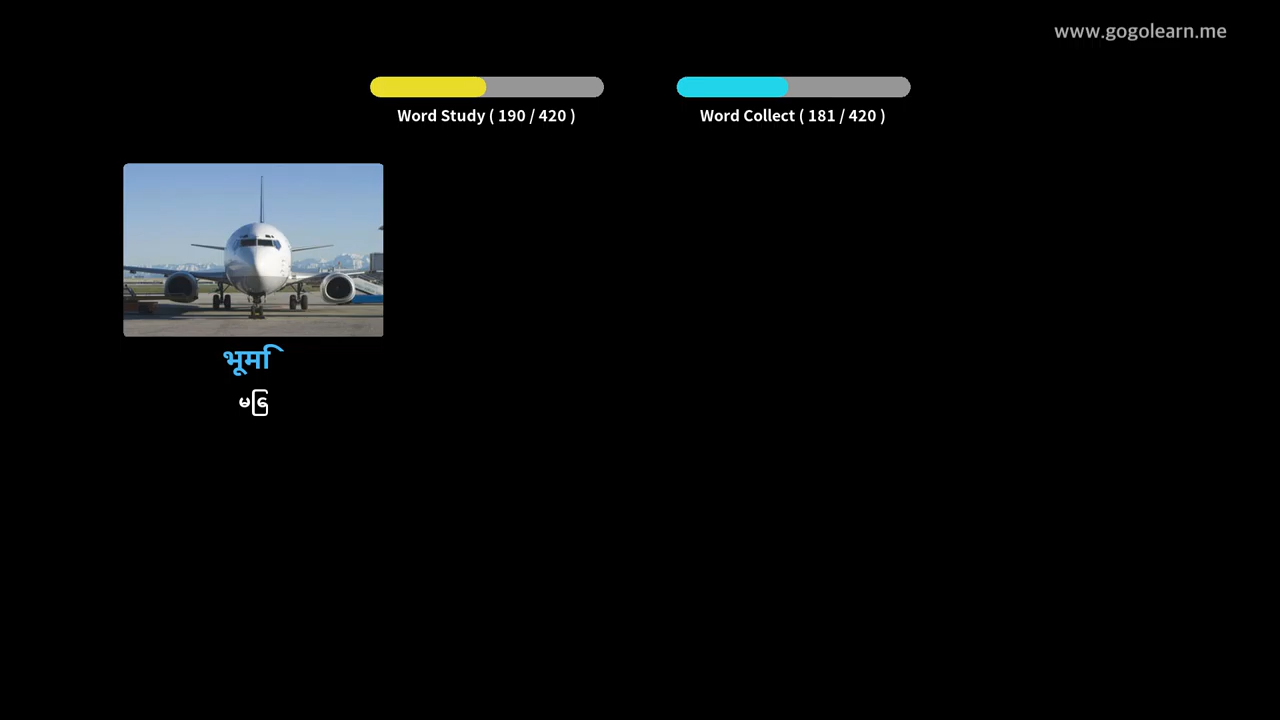 www.gogolearn.me
Word Study ( 190 / 420 )
Word Collect ( 181 / 420 )
भूमि
မြေ